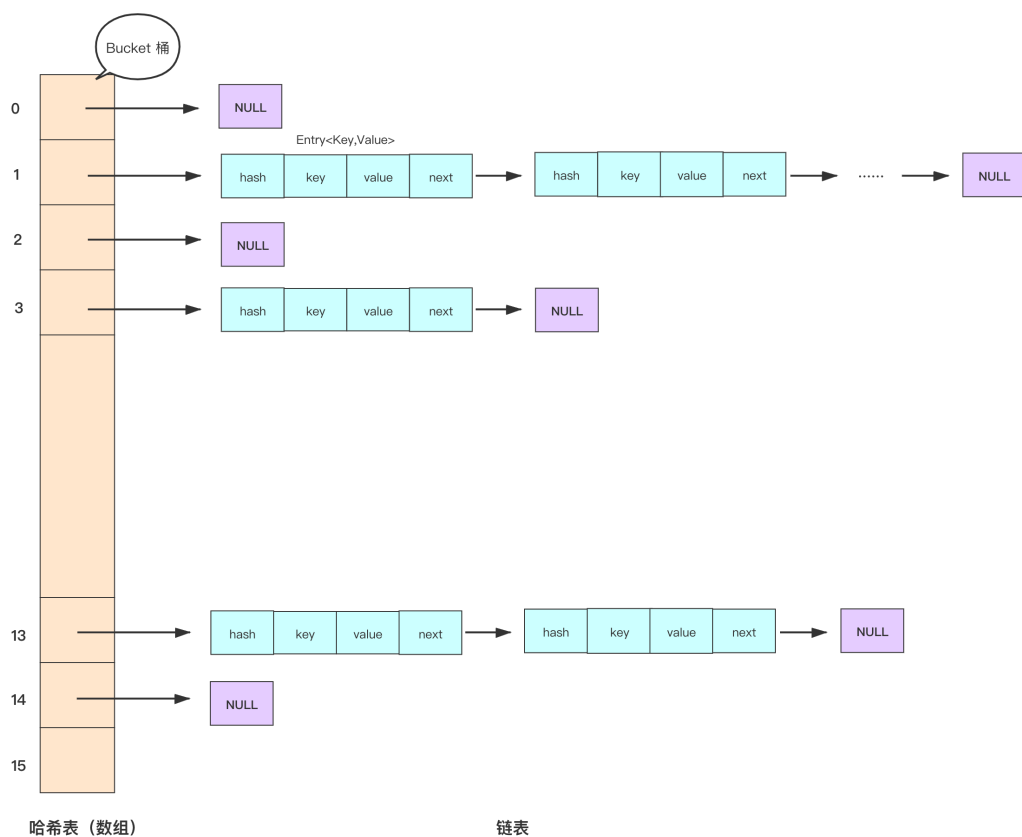 Bucket 桶
0
NULL
Entry<Key,Value>
1
hash key value next
hash key value next
······
NULL
2
NULL
3
hash key value next
NULL
13
hash key value next
hash key value next
NULL
14
NULL
15
哈希表（数组）
链表